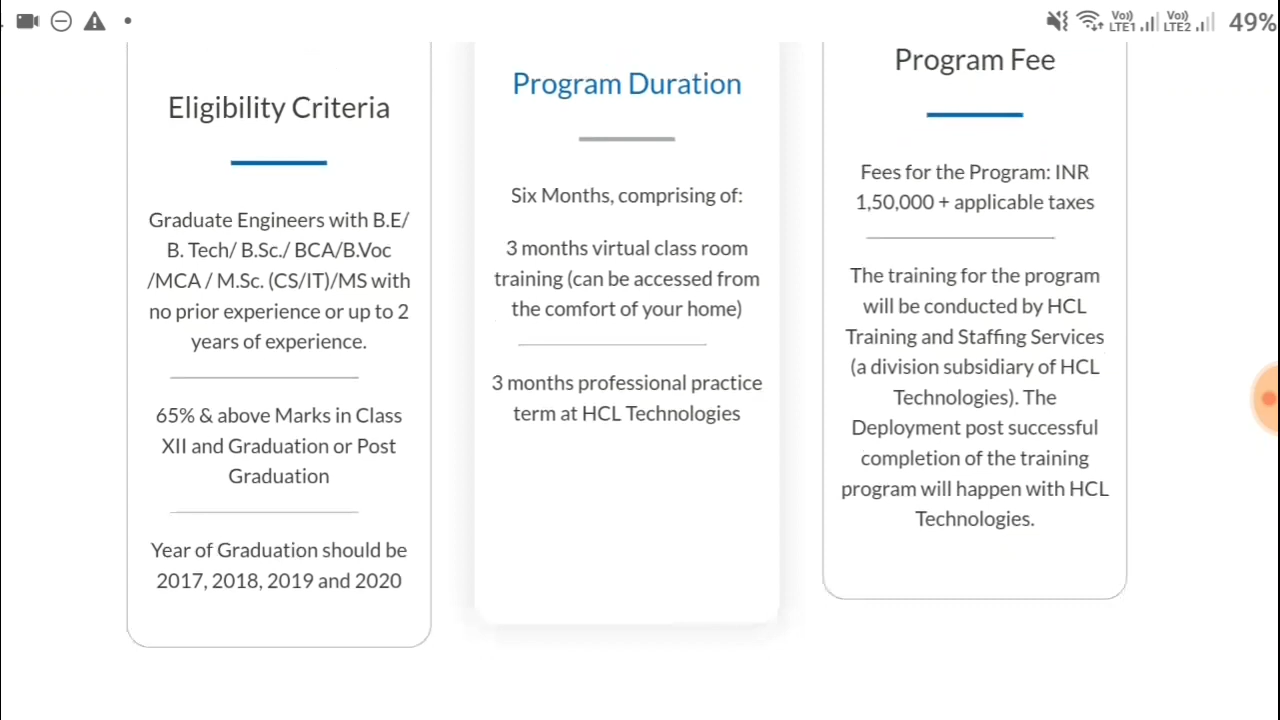 Vo))
LTE1
Vo))
LTE2
49%
Eligibility Criteria
Graduate Engineers with B.E/
B. Tech/ B.Sc./ BCA/B.Voc
/MCA / M.Sc. (CS/IT)/MS with
no prior experience or up to 2
years of experience.
65% & above Marks in Class
XII and Graduation or Post
Graduation
Year of Graduation should be
2017, 2018, 2019 and 2020
Program Duration
Six Months, comprising of:
3 months virtual class room
training (can be accessed from
the comfort of your home)
3 months professional practice
term at HCL Technologies
Program Fee
Fees for the Program: INR
1,50,000 + applicable taxes
The training for the program
will be conducted by HCL
Training and Staffing Services
(a division subsidiary of HCL
Technologies). The
Deployment post successful
completion of the training
program will happen with HCL
Technologies.